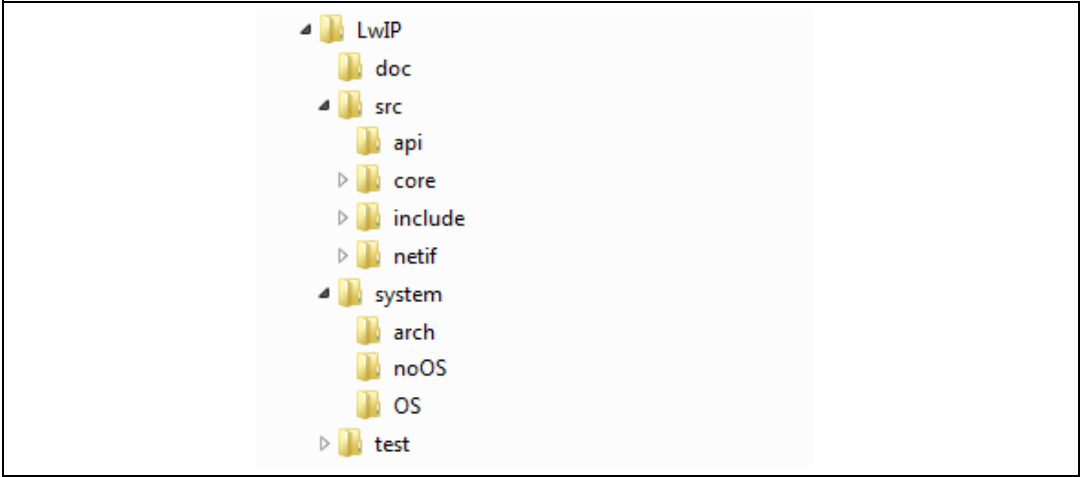 LwIP
doc
src
api
core
include
netif
system
arch
noOS
OS
test